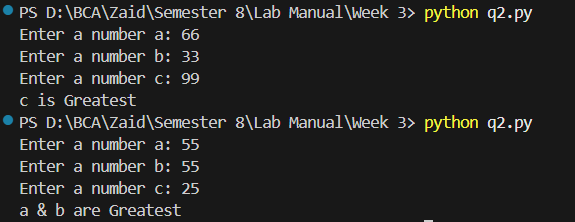 PS D:\BCA\Zaid\Semester 8\Lab Manual\Week 3> python q2.py
Enter a number a: 66
Enter a number b: 33
Enter a number c: 99
c is Greatest
PS D:\BCA\Zaid\Semester 8\Lab Manual\Week 3> python q2.py
Enter a number a: 55
Enter a number b: 55
Enter a number c: 25
a & b are Greatest